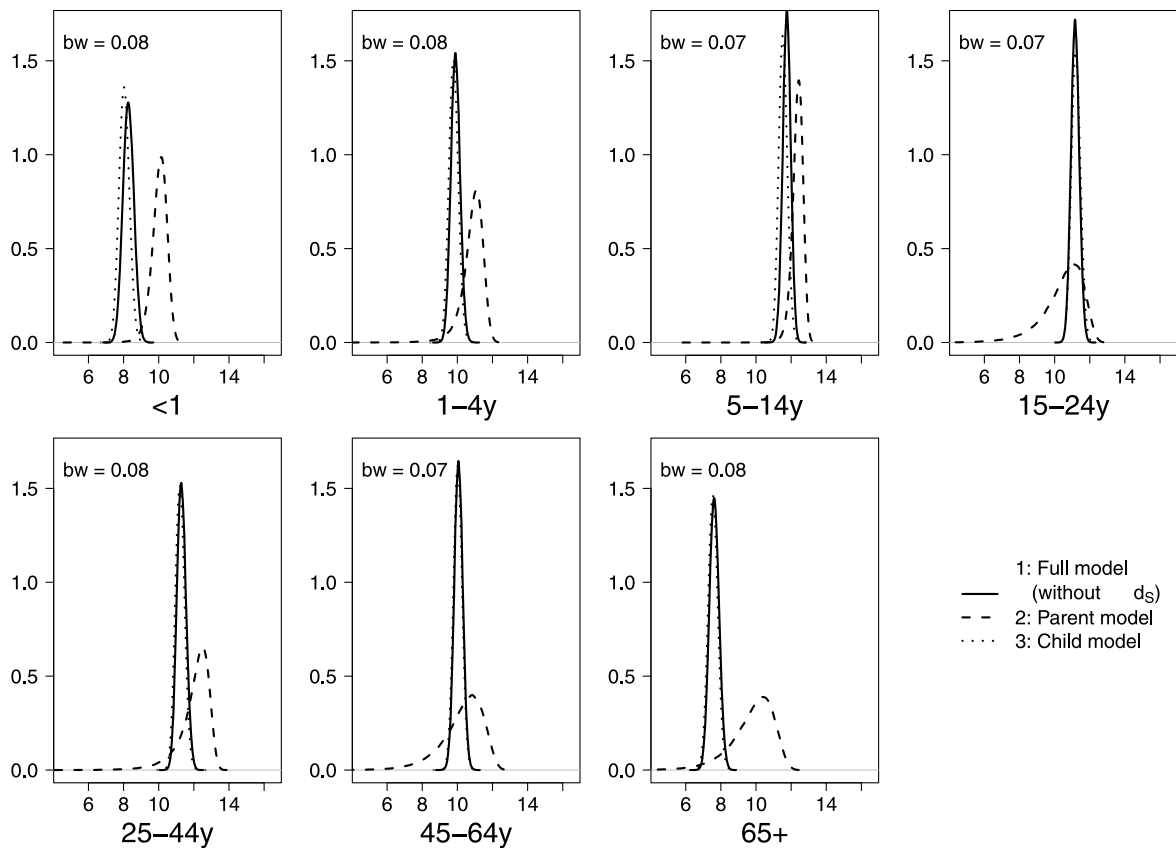 bw = 0.08
1.5
1.0
0.5
0.0
6 8 10 14
<1
bw = 0.08
1.5
1.0
0.5
0.0
6 8 10 14
1–4y
bw = 0.07
1.5
1.0
0.5
0.0
6 8 10 12 14
5–14y
bw = 0.07
1.5
1.0
0.5
0.0
6 8 10 12 14
15–24y
bw = 0.08
1.5
1.0
0.5
0.0
6 8 10 14
25–44y
bw = 0.07
1.5
1.0
0.5
0.0
6 8 10 14
45–64y
bw = 0.08
1.5
1.0
0.5
0.0
6 8 10 12 14
65+
1: Full model
(without dS)
2: Parent model
3: Child model